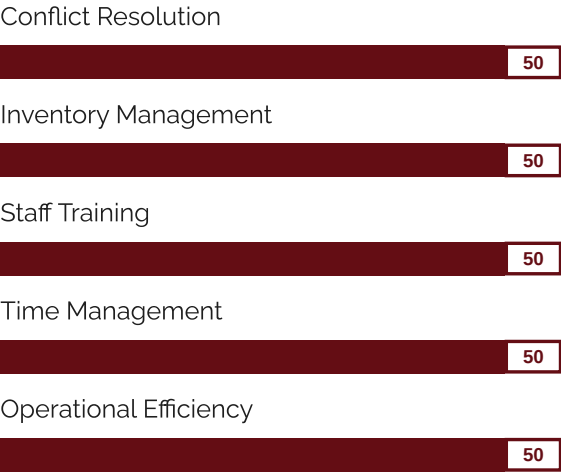 Conflict Resolution
50
Inventory Management
50
Staff Training
50
Time Management
50
Operational Efficiency
50